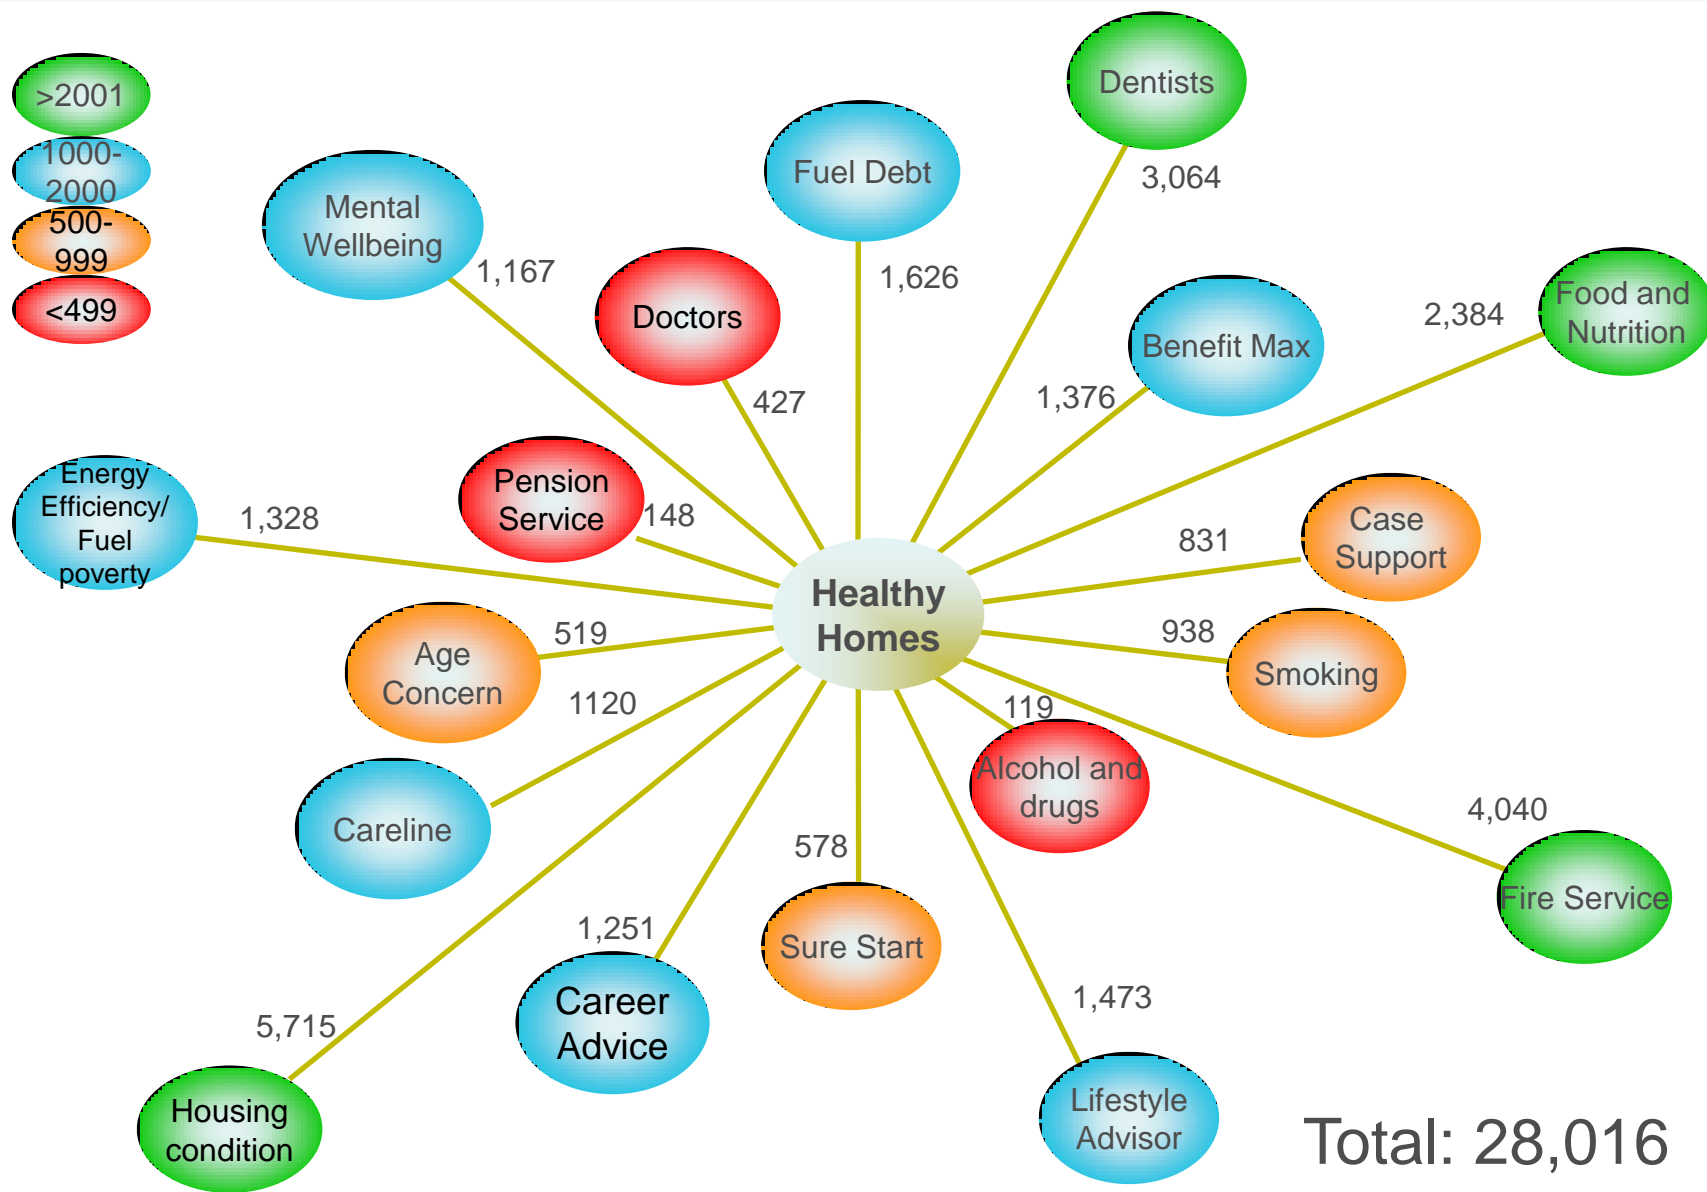 >2001
1000-
2000
500-
999
<499
Dentists
3,064
Fuel Debt
1,626
Mental
Wellbeing
1,167
Doctors
427
Benefit Max
1,376
Food and
Nutrition
2,384
Energy
Efficiency/
Fuel
poverty
1,328
Pension
Service
148
Case
Support
831
Healthy
Homes
Age
Concern
519
938
Smoking
1120
Careline
119
Alcohol and
drugs
4,040
Fire Service
578
Sure Start
1,251
Career
Advice
1,473
Lifestyle
Advisor
5,715
Housing
condition
Total: 28,016